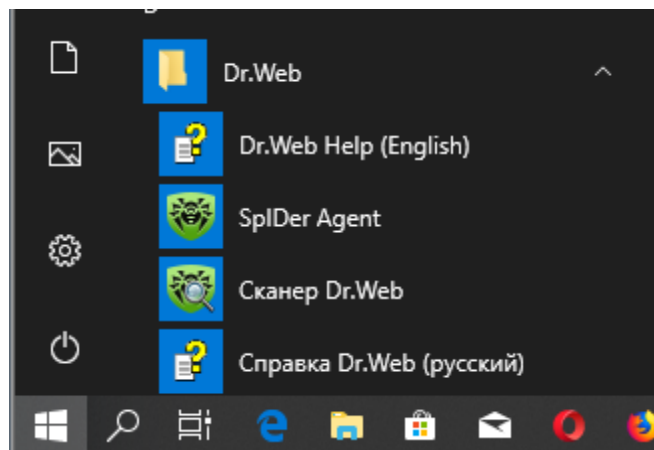 Dr.Web
Dr.Web Help (English)
SpIDer Agent
Сканер Dr.Web
Справка Dr.Web (русский)